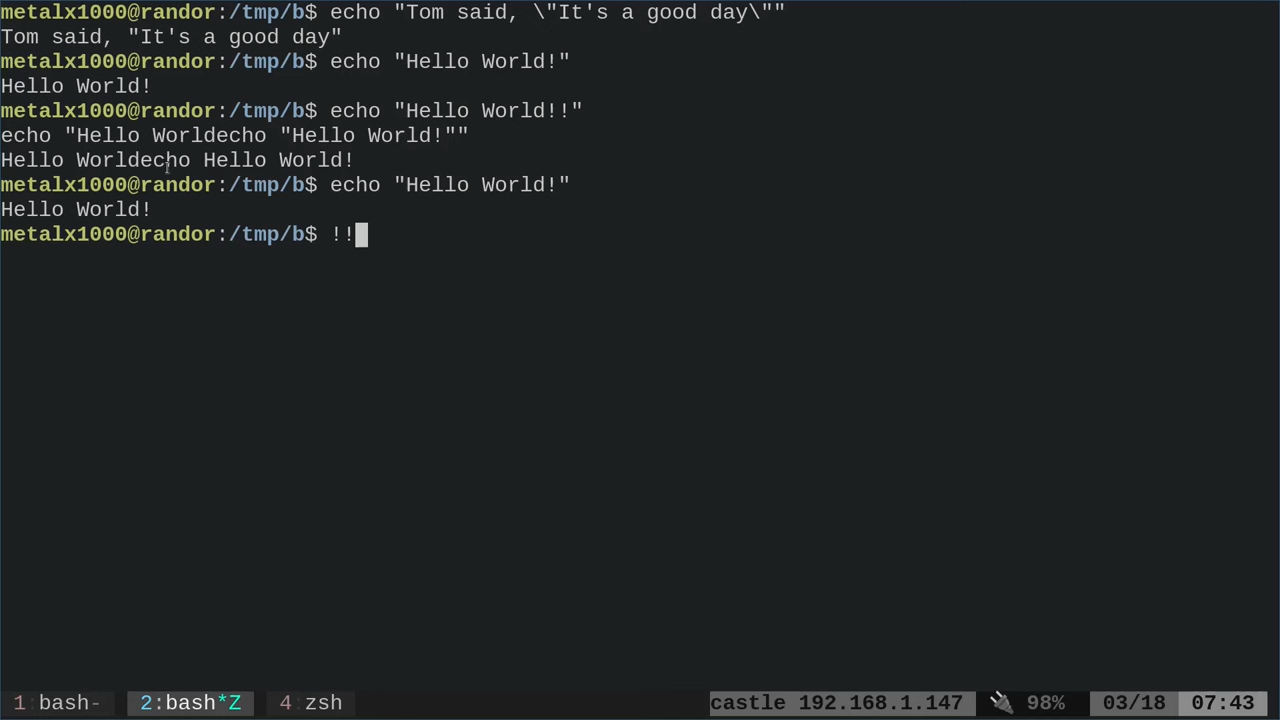 metalx1000@randor:/tmp/b$ echo "Tom said, \"It's a good day\""
Tom said, "It's a good day"
metalx1000@randor:/tmp/b$ echo "Hello World!"
Hello World!
metalx1000@randor:/tmp/b$ echo "Hello World!!"
echo "Hello Worldecho "Hello World!""
Hello Worldecho Hello World!
metalx1000@randor:/tmp/b$ echo "Hello World!"
Hello World!
metalx1000@randor:/tmp/b$ !!
1:bash- 2:bash*Z 4:zsh castle 192.168.1.147 98% 03/18 07:43